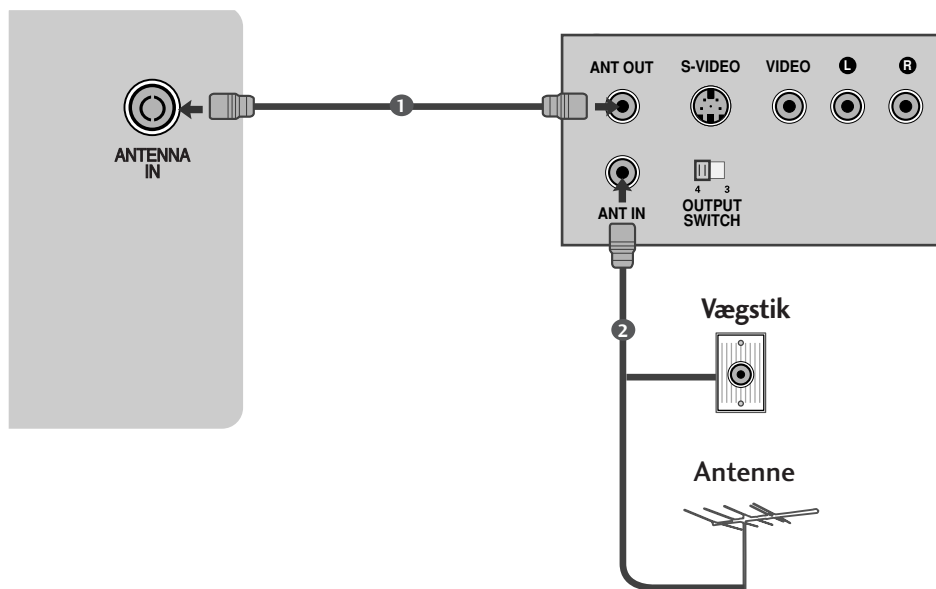 ANTENNA
IN
1
ANT OUT
S-VIDEO
VIDEO
L
R
ANT IN
4 3
OUTPUT
SWITCH
2
Vægstik
Antenne